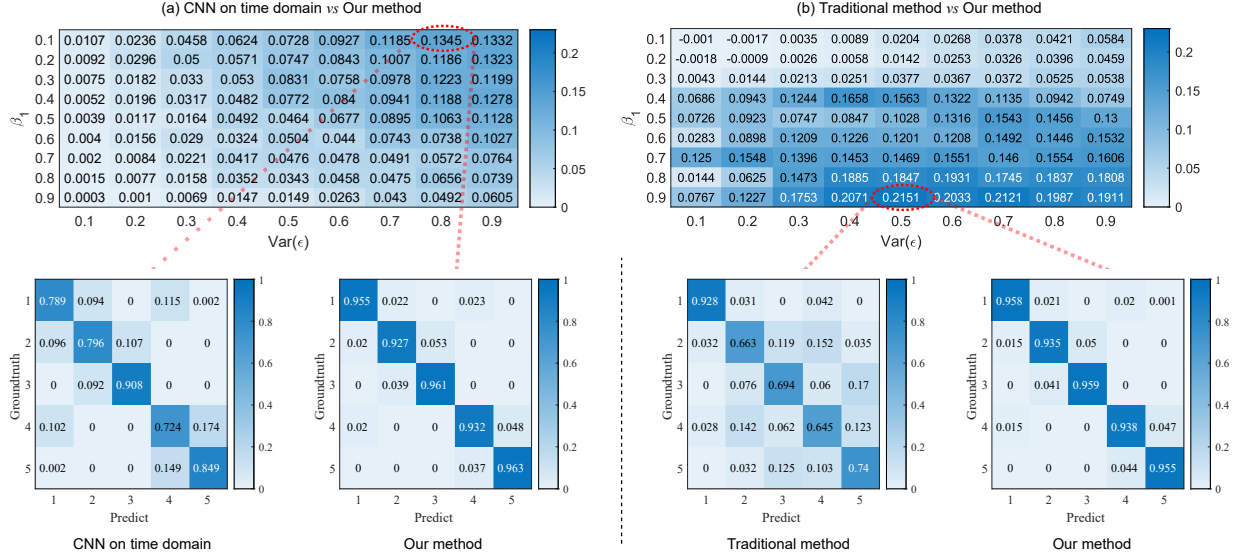 (a) CNN on time domain vs Our method
0.1 0.0107 0.0236 0.0458 0.0624 0.0728 0.0927 0.1185 0.1345 0.1332
0.2 0.0092 0.0296 0.05 0.0571 0.0747 0.0843 0.1007 0.1186 0.1323
0.3 0.0075 0.0182 0.033 0.053 0.0831 0.0758 0.0978 0.1223 0.1199
0.4 0.0052 0.0196 0.0317 0.0482 0.0772 0.084 0.0941 0.1188 0.1278
0.5 0.0039 0.0117 0.0164 0.0492 0.0464 0.0677 0.0895 0.1063 0.1128
0.6 0.004 0.0156 0.029 0.0324 0.0504 0.044 0.0743 0.0738 0.1027
0.7 0.002 0.0084 0.0221 0.0417 0.0476 0.0478 0.0491 0.0572 0.0764
0.8 0.0015 0.0077 0.0158 0.0352 0.0343 0.0458 0.0475 0.0656 0.0739
0.9 0.0003 0.001 0.0069 0.0147 0.0149 0.0263 0.043 0.0492 0.0605
0.1 0.2 0.3 0.4 0.5 0.6 0.7 0.8 0.9
β1
Var(ϵ)
0.2
0.15
0.1
0.05
0
(b) Traditional method vs Our method
0.1 -0.001 -0.0017 0.0035 0.0089 0.0204 0.0268 0.0378 0.0421 0.0584
0.2 -0.0018 -0.0009 0.0026 0.0058 0.0142 0.0253 0.0326 0.0396 0.0459
0.3 0.0043 0.0144 0.0213 0.0251 0.0377 0.0367 0.0372 0.0525 0.0538
0.4 0.0686 0.0943 0.1244 0.1658 0.1563 0.1322 0.1135 0.0942 0.0749
0.5 0.0726 0.0923 0.0747 0.0847 0.1028 0.1316 0.1543 0.1456 0.13
0.6 0.0283 0.0898 0.1209 0.1226 0.1201 0.1208 0.1492 0.1446 0.1532
0.7 0.125 0.1548 0.1396 0.1453 0.1469 0.1551 0.146 0.1554 0.1606
0.8 0.0144 0.0625 0.1473 0.1885 0.1847 0.1931 0.1745 0.1837 0.1808
0.9 0.0767 0.1227 0.1753 0.2071 0.2151 0.2033 0.2121 0.1987 0.1911
0.1 0.2 0.3 0.4 0.5 0.6 0.7 0.8 0.9
β1
Var(ϵ)
0.2
0.15
0.1
0.05
0
Groundtruth
1 0.789 0.094 0 0.115 0.002
2 0.096 0.796 0.107 0 0
3 0 0.092 0.908 0 0
4 0.102 0 0 0.724 0.174
5 0.002 0 0 0.149 0.849
1 2 3 4 5
Predict
1
0.8
0.6
0.4
0.2
0
CNN on time domain
Groundtruth
1 0.955 0.022 0 0.023 0
2 0.02 0.927 0.053 0 0
3 0 0.039 0.961 0 0
4 0.02 0 0 0.932 0.048
5 0 0 0 0.037 0.963
1 2 3 4 5
Predict
1
0.8
0.6
0.4
0.2
0
Our method
Groundtruth
1 0.928 0.031 0 0.042 0
2 0.032 0.663 0.119 0.152 0.035
3 0 0.076 0.694 0.06 0.17
4 0.028 0.142 0.062 0.645 0.123
5 0 0.032 0.125 0.103 0.74
1 2 3 4 5
Predict
1
0.8
0.6
0.4
0.2
0
Traditional method
Groundtruth
1 0.958 0.021 0 0.02 0.001
2 0.015 0.935 0.05 0 0
3 0 0.041 0.959 0 0
4 0.015 0 0 0.938 0.047
5 0 0 0 0.044 0.955
1 2 3 4 5
Predict
1
0.8
0.6
0.4
0.2
0
Our method